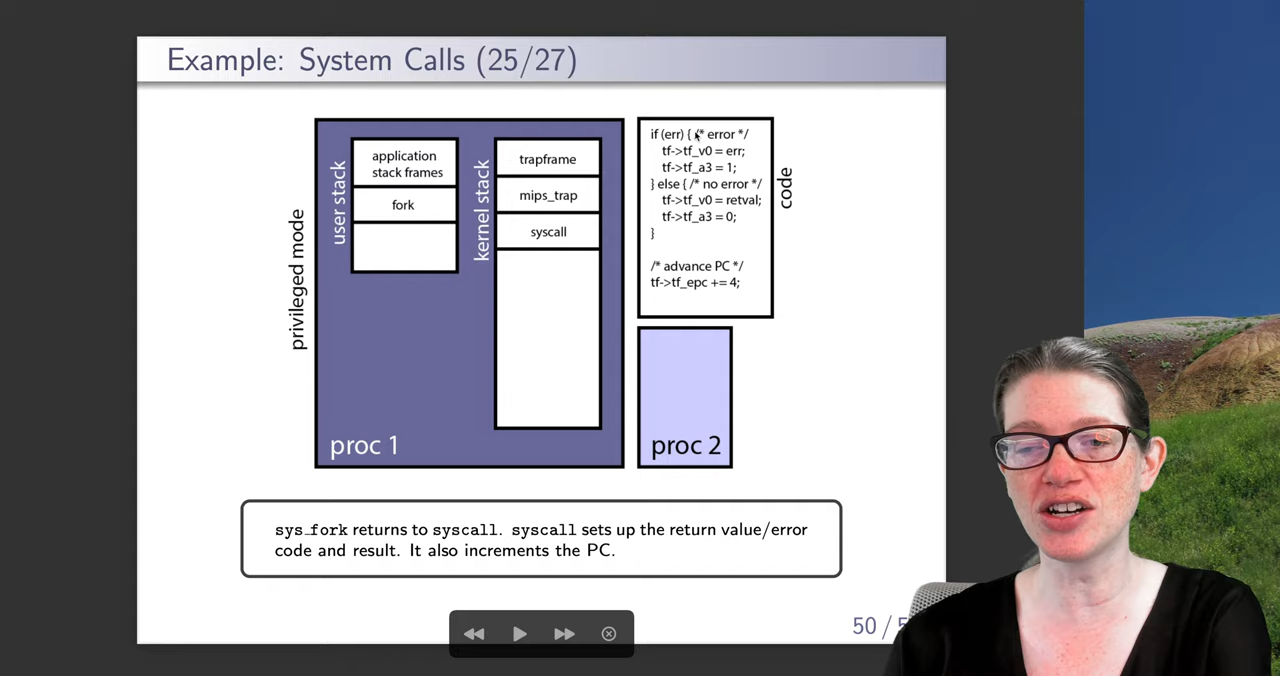 Example: System Calls (25/27)
privileged mode
user stack
application
stack frames
fork
kernel stack
trapframe
mips_trap
syscall
proc 1
if (err) { /* error */
tf->tf_v0 = err;
tf->tf_a3 = 1;
} else { /* no error */
tf->tf_v0 = retval;
tf->tf_a3 = 0;
}
/* advance PC */
tf->tf_epc += 4;
code
proc 2
sys_fork returns to syscall. syscall sets up the return value/error
code and result. It also increments the PC.
50 / 5